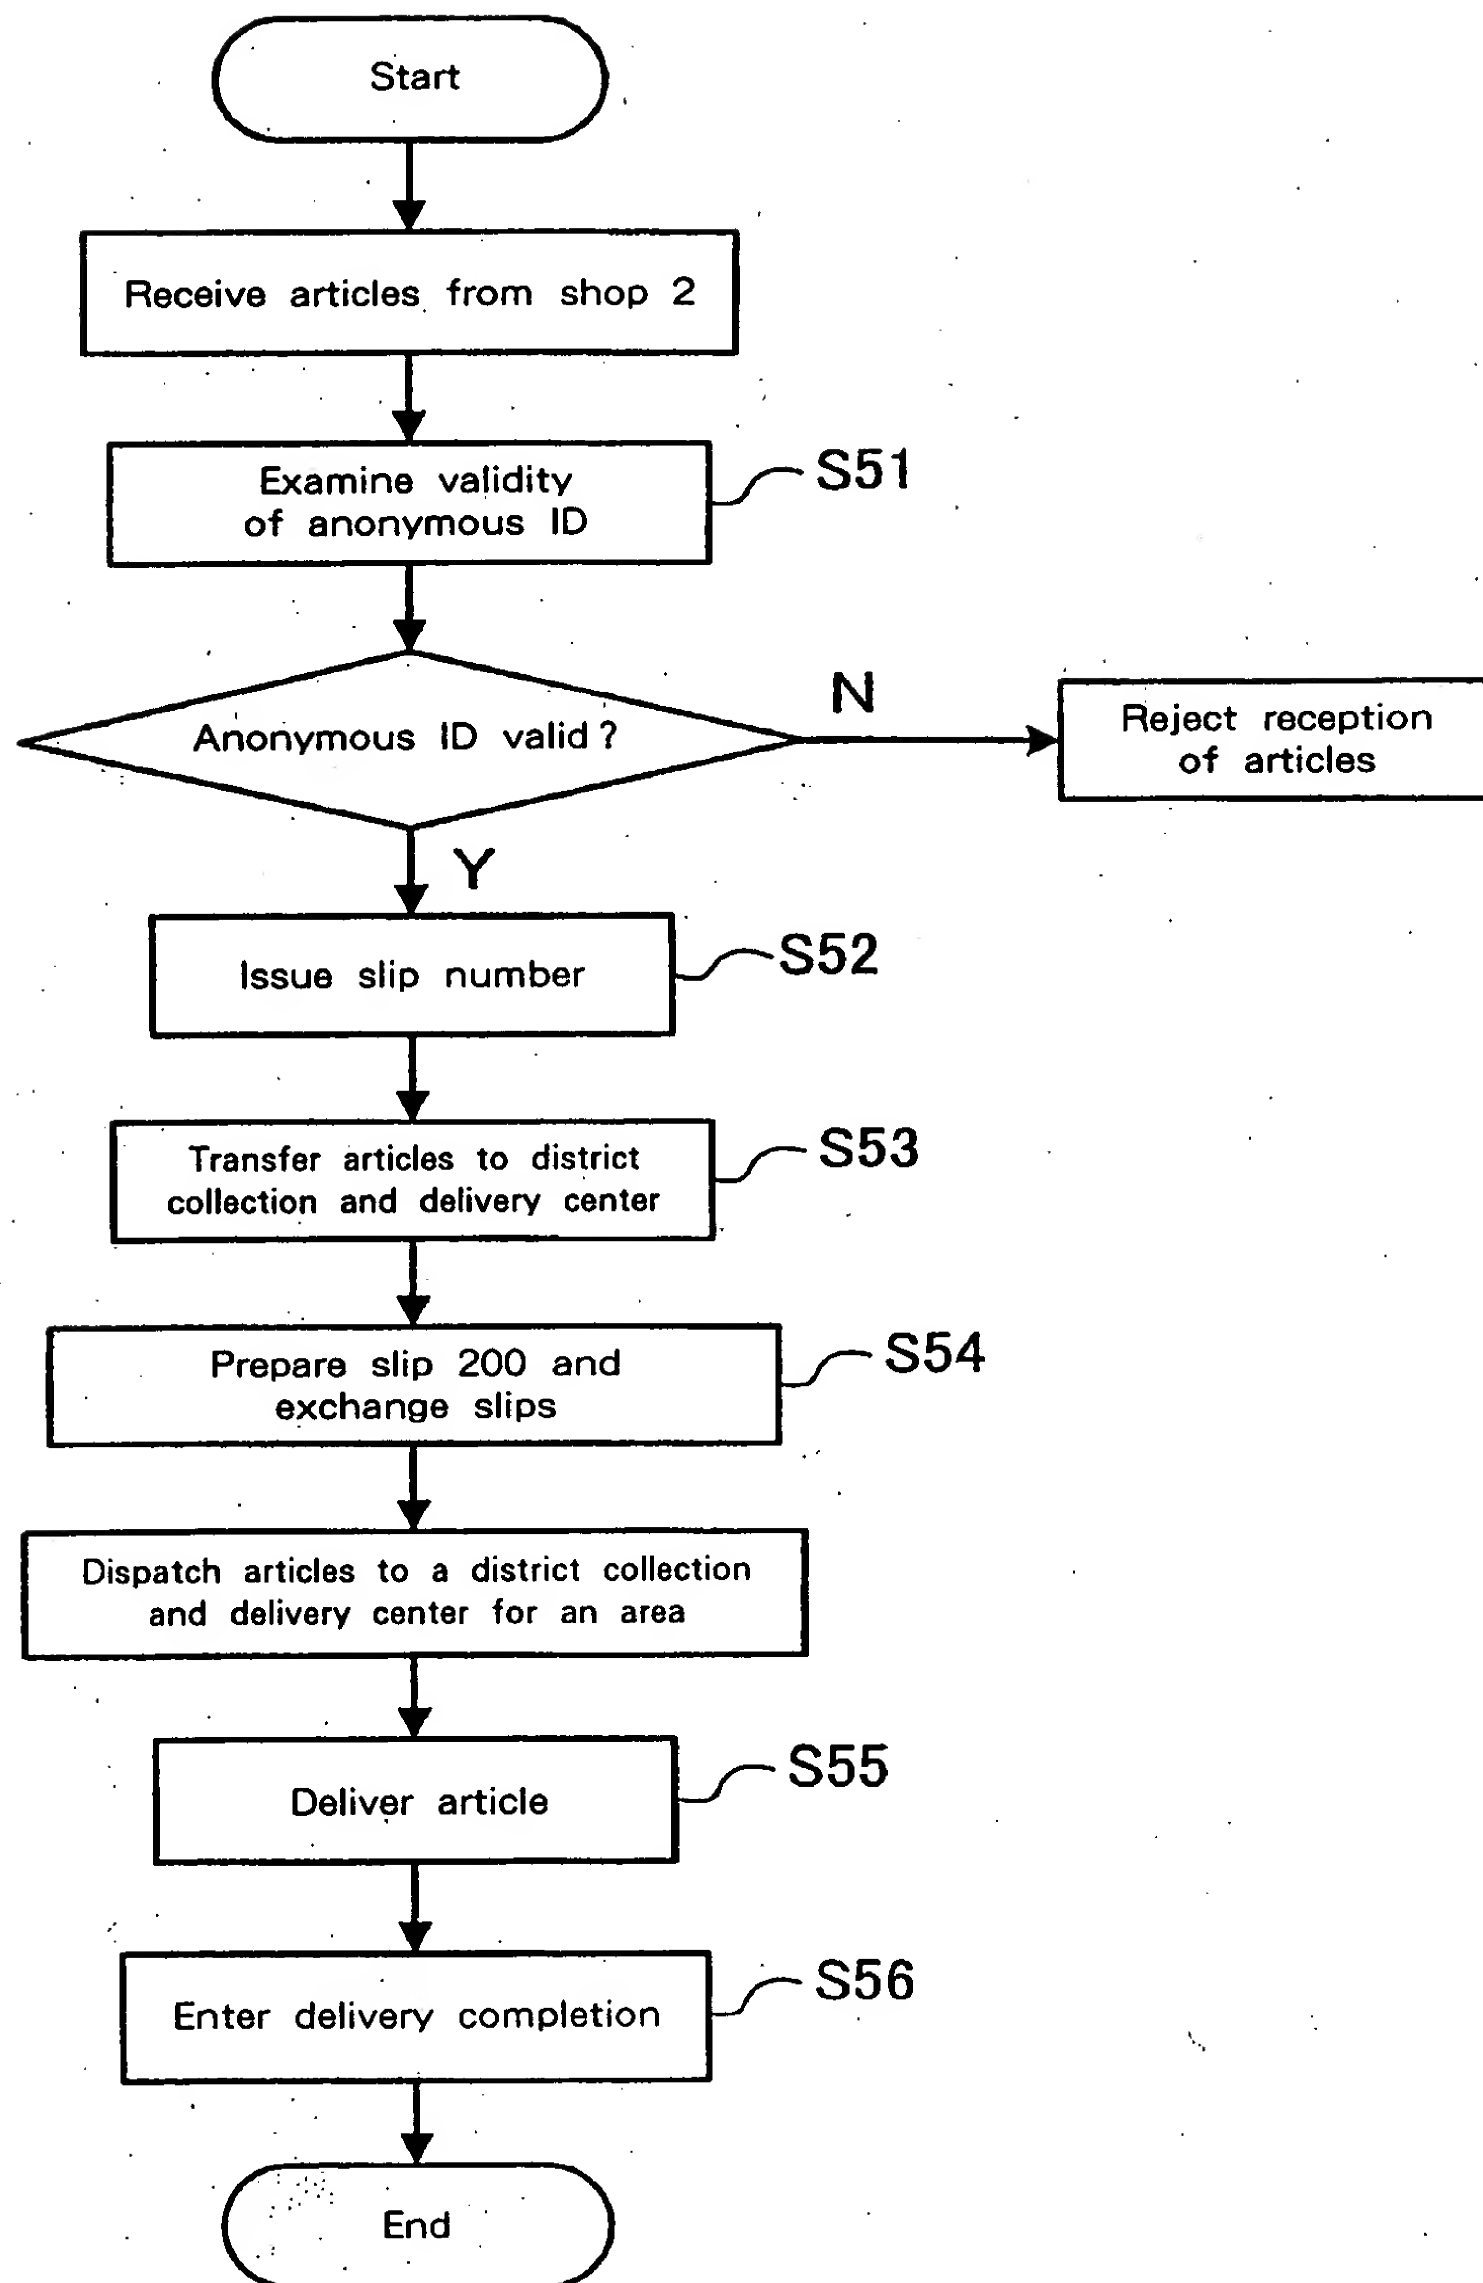 Start
Receive articles from shop 2
Examine validity
of anonymous ID
S51
Anonymous ID valid?
N
Reject reception
of articles
Y
Issue slip number
S52
Transfer articles to district
collection and delivery center
S53
Prepare slip 200 and
exchange slips
S54
Dispatch articles to a district collection
and delivery center for an area
Deliver article
S55
Enter delivery completion
S56
End